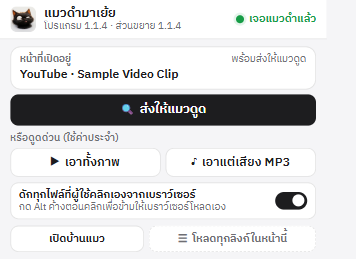 แมวดำมาเย้ย
โปรแกรม 1.1.4 · ส่วนขยาย 1.1.4
เจอแมวดำแล้ว
หน้าที่เปิดอยู่
พร้อมส่งให้แมวดูด
YouTube · Sample Video Clip
🔍 ส่งให้แมวดูด
หรือดูดด่วน (ใช้ค่าประจำ)
▶ เอาทั้งภาพ
♪ เอาแต่เสียง MP3
ดักทุกไฟล์ที่ผู้ใช้คลิกเองจากเบราว์เซอร์
กด Alt ค้างตอนคลิกเพื่อข้ามให้เบราว์เซอร์โหลดเอง
เปิดบ้านแมว
☰ โหลดทุกลิงก์ในหน้านี้